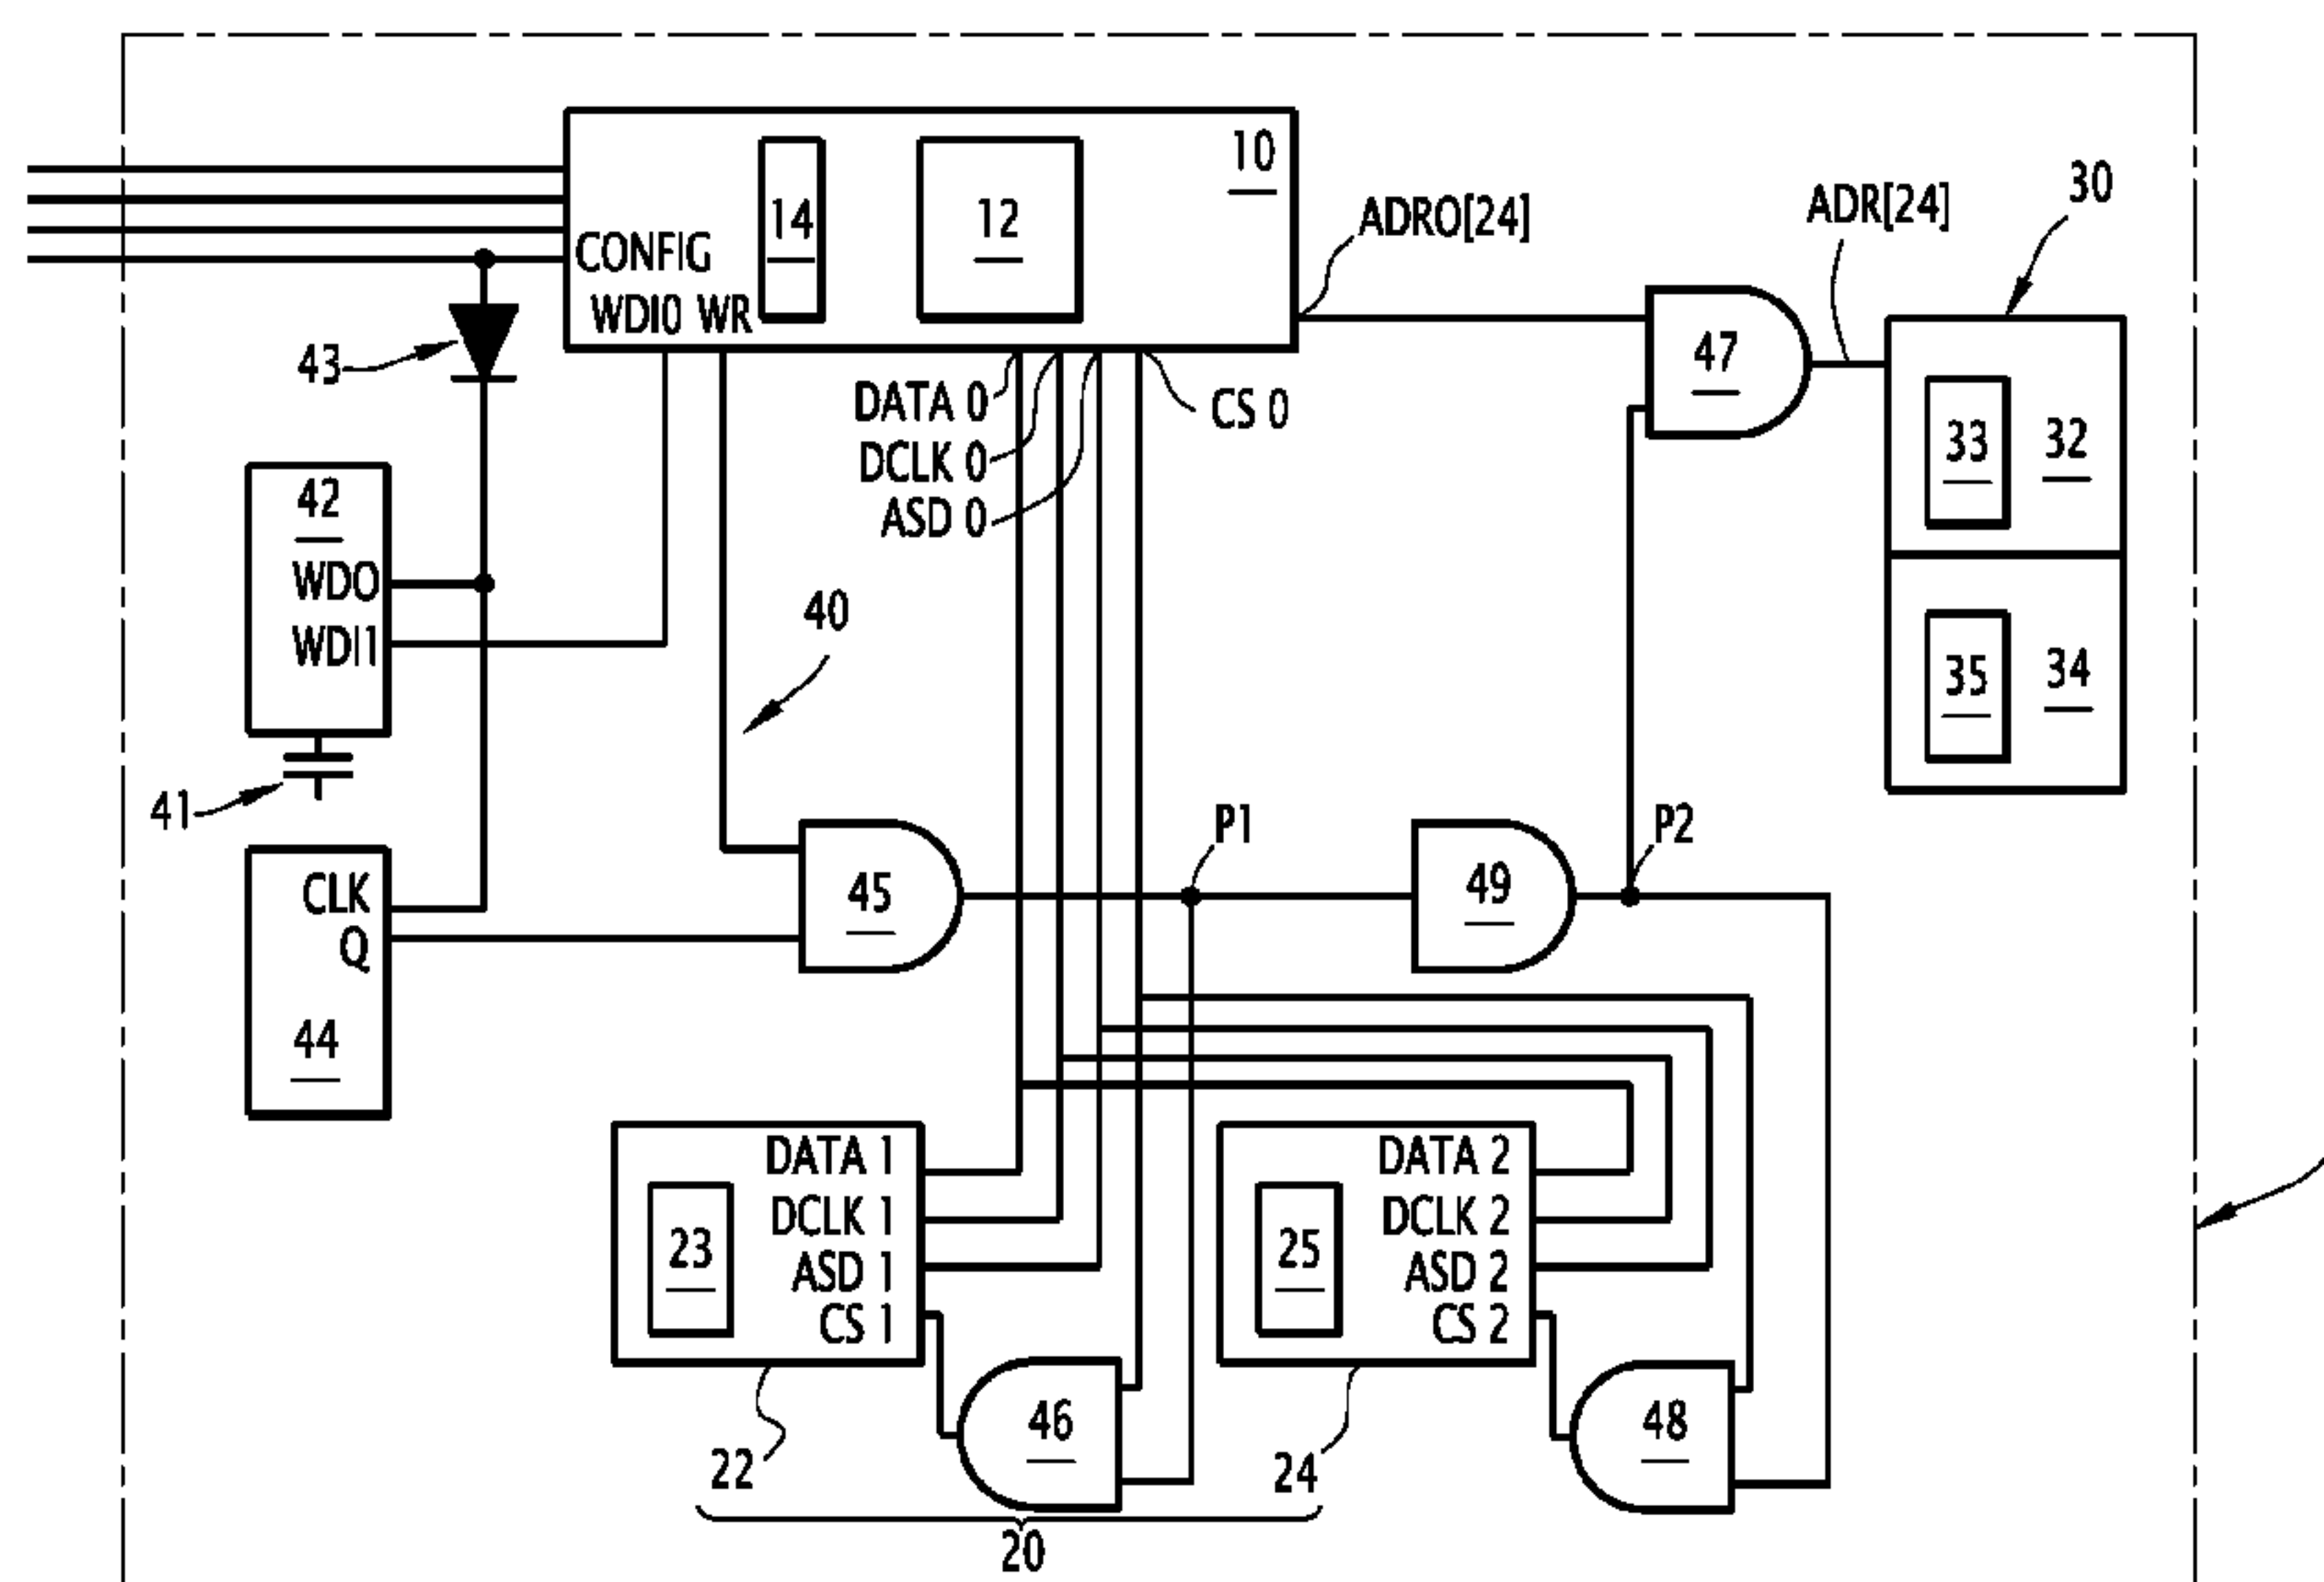 10
14
12
CONFIG
WDI0 WR
ADRO[24]
ADR[24]
30
43
DATA 0
DCLK 0
ASD 0
CS 0
47
33
32
42
WDO
WDI1
40
35
34
41
P1
P2
CLK
Q
44
45
49
DATA 1
DCLK 1
ASD 1
CS 1
23
DATA 2
DCLK 2
ASD 2
CS 2
25
46
48
22
24
20